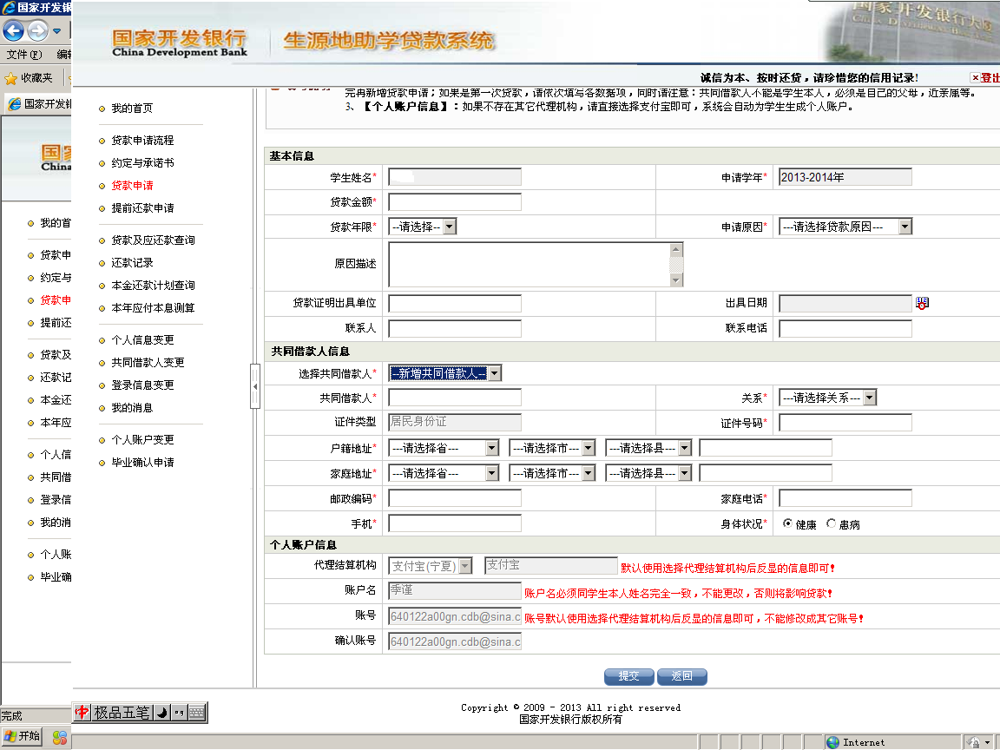 国家开发银
文件(F) 编辑
收藏夹
国家开发银
国家开发银行
China Development Bank
生源地助学贷款系统
国家开发银行大厦
诚信为本、按时还贷，请珍惜您的信用记录！
登出
完再新增贷款申请；如果是第一次贷款，请依次填写各数据项，同时请注意：共同借款人不能是学生本人，必须是自己的父母，近亲属等。
3、【个人账户信息】：如果不存在其它代理机构，请直接选择支付宝即可，系统会自动为学生生成个人账户。
国
China
我的首
贷款申
约定与
贷款申
提前还
贷款及
还款记
本金还
本年应
个人信
共同借
登录信
我的消
个人账
毕业确
我的首页
贷款申请流程
约定与承诺书
贷款申请
提前还款申请
贷款及应还款查询
还款记录
本金还款计划查询
本年应付本息测算
个人信息变更
共同借款人变更
登录信息变更
我的消息
个人账户变更
毕业确认申请
基本信息
学生姓名* 申请学年* 2013-2014年
贷款金额*
贷款年限* --请选择-- 申请原因* ---请选择贷款原因---
原因描述
贷款证明出具单位 出具日期
联系人 联系电话
共同借款人信息
选择共同借款人* --新增共同借款人--
共同借款人* 关系* ---请选择关系---
证件类型 居民身份证 证件号码*
户籍地址* ---请选择省--- ---请选择市--- ---请选择县---
家庭地址* ---请选择省--- ---请选择市--- ---请选择县---
邮政编码* 家庭电话*
手机* 身体状况* 健康 患病
个人账户信息
代理结算机构 支付宝(宁夏) 支付宝 默认使用选择代理结算机构后反显的信息即可！
账户名 季谨 账户名必须同学生本人姓名完全一致，不能更改，否则将影响贷款！
账号 640122a00gn.cdb@sina.c 账号默认使用选择代理结算机构后反显的信息即可，不能修改成其它账号！
确认账号 640122a00gn.cdb@sina.c
提交 返回
Copyright © 2009 - 2013 All right reserved
国家开发银行版权所有
完成
中 极品五笔
开始
Internet